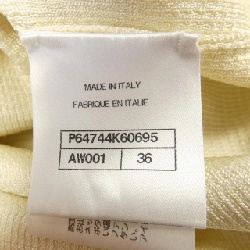 MADE IN ITALY
FABRIQUE EN ITALIE
P64744K60695
AW001 36